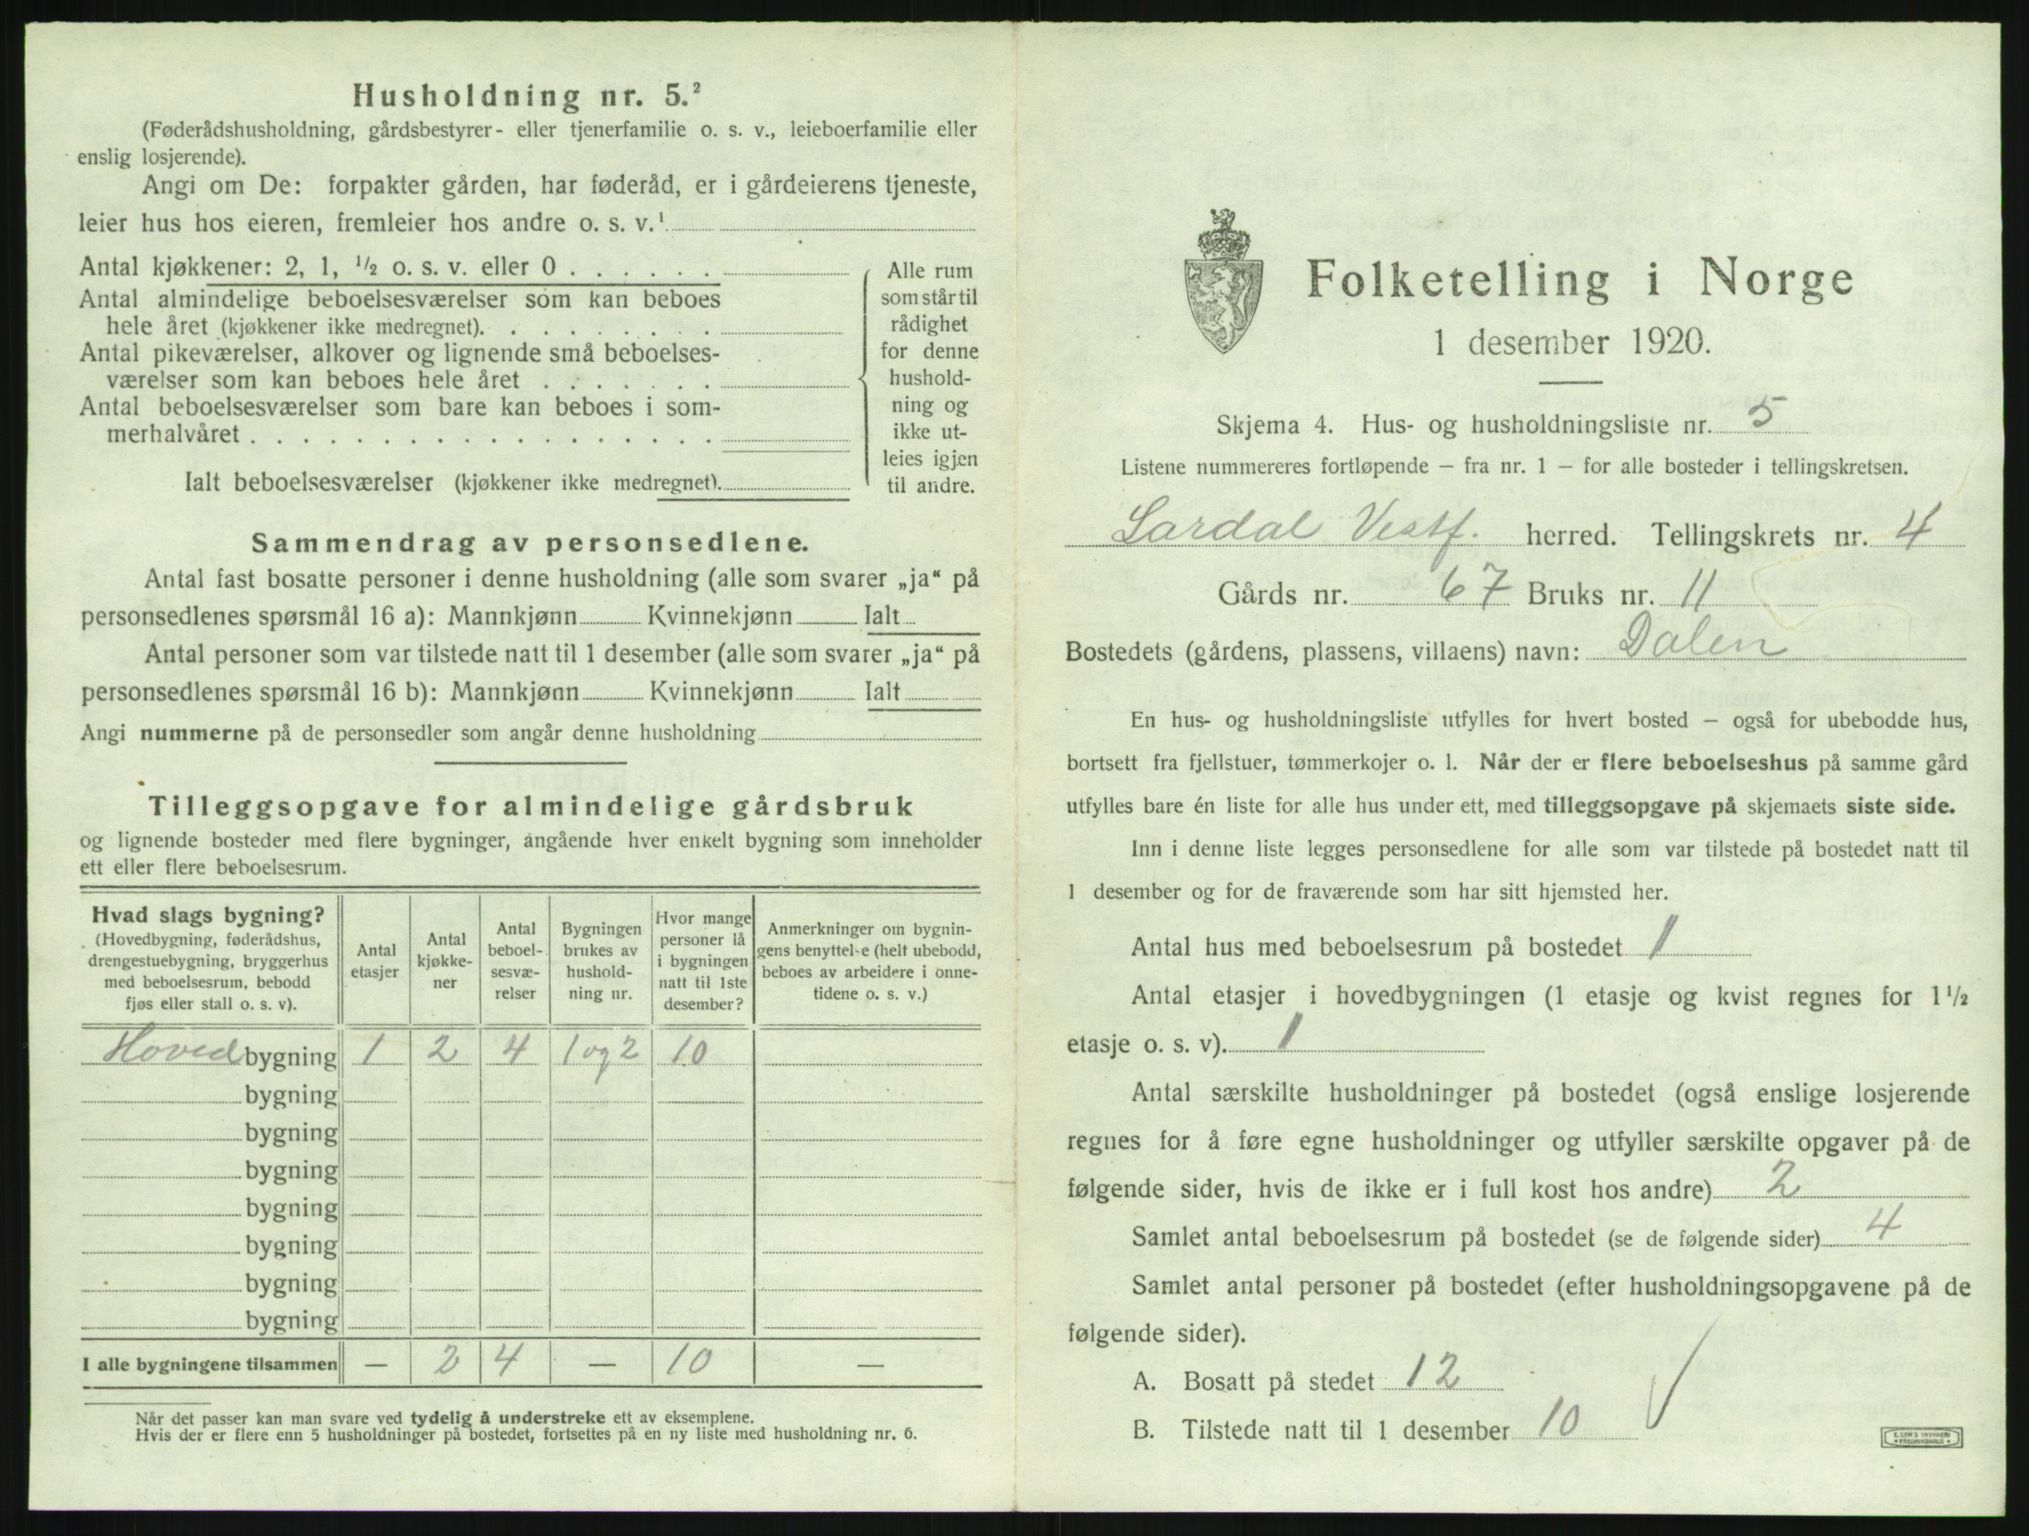 Husholdning nr. 5.²
(Føderådshusholdning, gårdsbestyrer- eller tjenerfamilie o. s. v., leieboerfamilie eller
enslig losjerende).
Angi om De: forpakter gården, har føderåd, er i gårdeierens tjeneste,
leier hus hos eieren, fremleier hos andre o. s. v.¹
Antal kjøkkener: 2, 1, ½ o. s. v. eller 0
Antal almindelige beboelsesværelser som kan beboes
hele året (kjøkkener ikke medregnet).
Antal pikeværelser, alkover og lignende små beboelses-
værelser som kan beboes hele året
Antal beboelsesværelser som bare kan beboes i som-
merhalvåret
Ialt beboelsesværelser (kjøkkener ikke medregnet).
Alle rum
som står til
rådighet
for denne
hushold-
ning og
ikke ut-
leies igjen
til andre.
Sammendrag av personsedlene.
Antal fast bosatte personer i denne husholdning (alle som svarer „ja“ på
personsedlenes spørsmål 16 a): Mannkjønn Kvinnekjønn Ialt
Antal personer som var tilstede natt til 1 desember (alle som svarer „ja“ på
personsedlenes spørsmål 16 b): Mannkjønn Kvinnekjønn Ialt
Angi nummerne på de personsedler som angår denne husholdning
Tilleggsopgave for almindelige gårdsbruk
og lignende bosteder med flere bygninger, angående hver enkelt bygning som inneholder
ett eller flere beboelsesrum.
Hvad slags bygning?
(Hovedbygning, føderådshus,
drengestuebygning, bryggerhus
med beboelsesrum, bebodd
fjøs eller stall o. s. v).
Antal
etasjer
Antal
kjøkke-
ner
Antal
beboel-
sesvæ-
relser
Bygningen
brukes av
hushold-
ning nr.
Hvor mange
personer lå
i bygningen
natt til 1ste
desember?
Anmerkninger om bygnin-
gens benyttelse (helt ubebodd,
beboes av arbeidere i onne-
tidene o. s. v.)
Hoved bygning 1 2 4 1 og 2 10
bygning
bygning
bygning
bygning
bygning
bygning
bygning
I alle bygningene tilsammen — 2 4 — 10 —
Når det passer kan man svare ved tydelig å understreke ett av eksemplene.
Hvis der er flere enn 5 husholdninger på bostedet, fortsettes på en ny liste med husholdning nr. 6.
Folketelling i Norge
1 desember 1920.
Skjema 4. Hus- og husholdningsliste nr. 5
Listene nummereres fortløpende – fra nr. 1 – for alle bosteder i tellingskretsen.
Lardal Vestf. herred. Tellingskrets nr. 4
Gårds nr. 67 Bruks nr. 11
Bostedets (gårdens, plassens, villaens) navn: Dalen
En hus- og husholdningsliste utfylles for hvert bosted – også for ubebodde hus,
bortsett fra fjellstuer, tømmerkojer o. l. Når der er flere beboelseshus på samme gård
utfylles bare én liste for alle hus under ett, med tilleggsopgave på skjemaets siste side.
Inn i denne liste legges personsedlene for alle som var tilstede på bostedet natt til
1 desember og for de fraværende som har sitt hjemsted her.
Antal hus med beboelsesrum på bostedet 1
Antal etasjer i hovedbygningen (1 etasje og kvist regnes for 1½
etasje o. s. v). 1
Antal særskilte husholdninger på bostedet (også enslige losjerende
regnes for å føre egne husholdninger og utfyller særskilte opgaver på de
følgende sider, hvis de ikke er i full kost hos andre) 2
Samlet antal beboelsesrum på bostedet (se de følgende sider) 4
Samlet antal personer på bostedet (efter husholdningsopgavene på de
følgende sider).
A. Bosatt på stedet 12
B. Tilstede natt til 1 desember 10